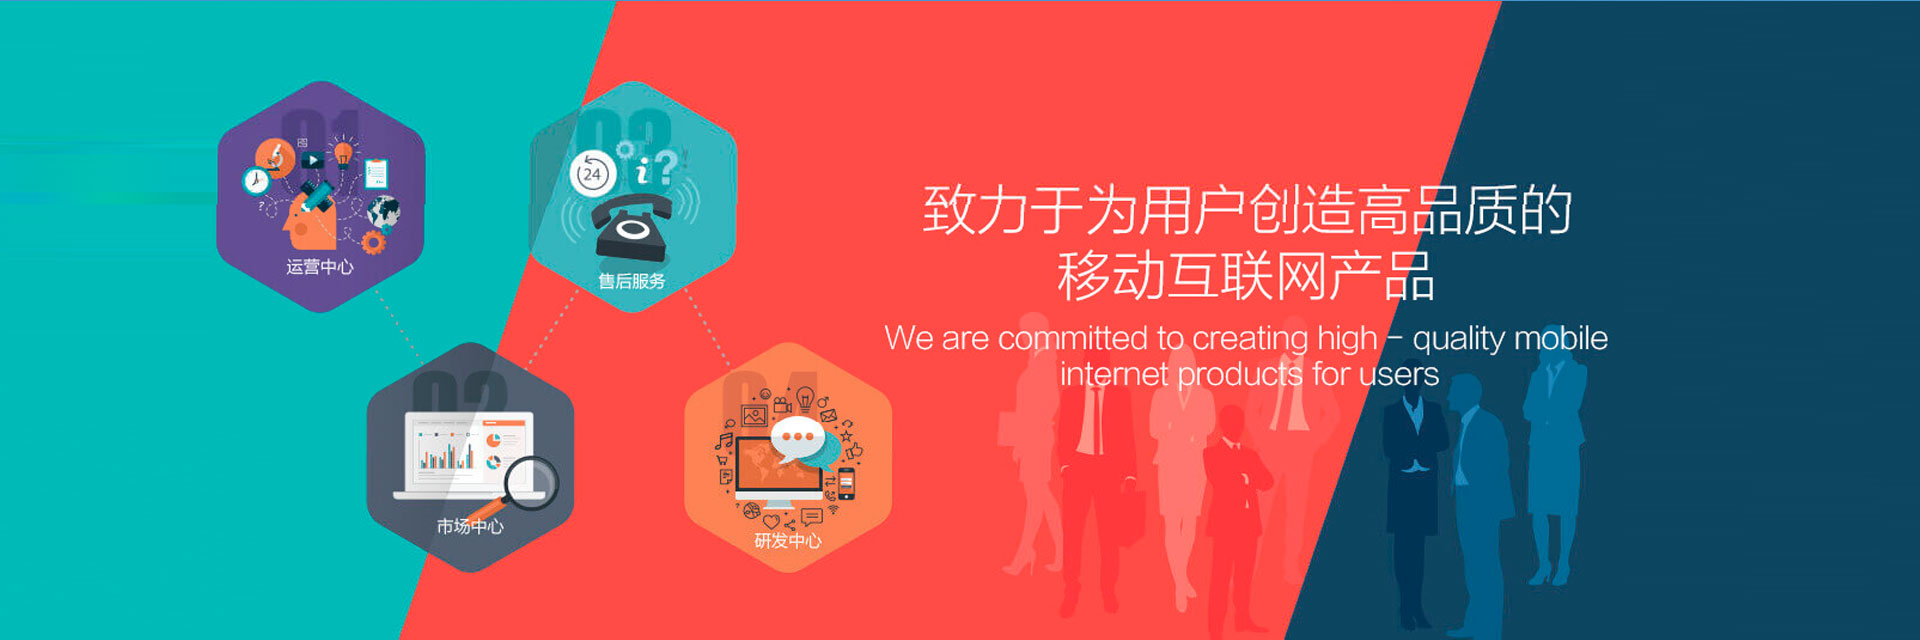 01
图
?
运营中心
03
24
i?
售后服务
02
市场中心
04
研发中心
致力于为用户创造高品质的
移动互联网产品
We are committed to creating high - quality mobile
internet products for users